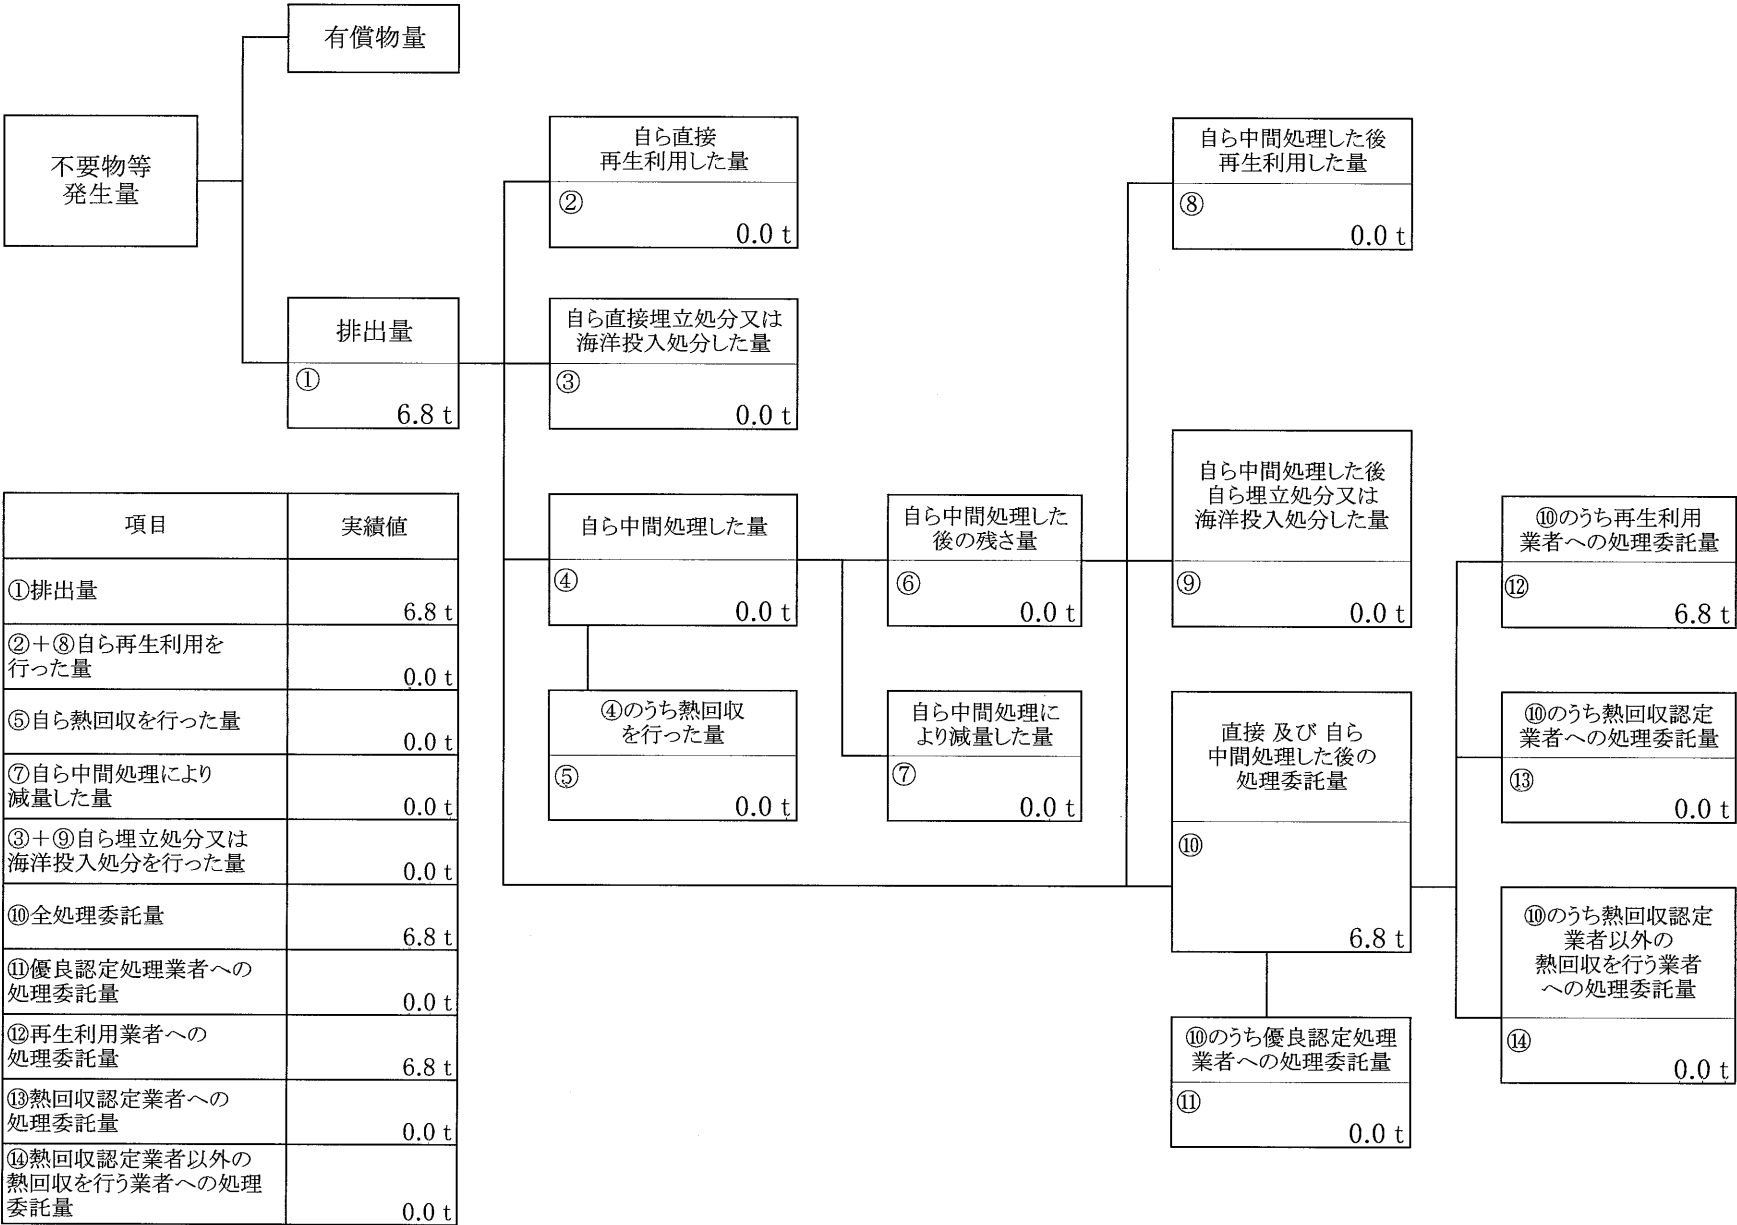 有償物量
不要物等
発生量
排出量
①
6.8 t
自ら直接
再生利用した量
②
0.0 t
自ら直接埋立処分又は
海洋投入処分した量
③
0.0 t
自ら中間処理した量
④
0.0 t
④のうち熱回収
を行った量
⑤
0.0 t
自ら中間処理した
後の残さ量
⑥
0.0 t
自ら中間処理に
より減量した量
⑦
0.0 t
自ら中間処理した後
再生利用した量
⑧
0.0 t
自ら中間処理した後
自ら埋立処分又は
海洋投入処分した量
⑨
0.0 t
直接 及び 自ら
中間処理した後の
処理委託量
⑩
6.8 t
⑩のうち優良認定処理
業者への処理委託量
⑪
0.0 t
⑩のうち再生利用
業者への処理委託量
⑫
6.8 t
⑩のうち熱回収認定
業者への処理委託量
⑬
0.0 t
⑩のうち熱回収認定
業者以外の
熱回収を行う業者
への処理委託量
⑭
0.0 t
項目 実績値
①排出量
6.8 t
②＋⑧自ら再生利用を
行った量
0.0 t
⑤自ら熱回収を行った量
0.0 t
⑦自ら中間処理により
減量した量
0.0 t
③＋⑨自ら埋立処分又は
海洋投入処分を行った量
0.0 t
⑩全処理委託量
6.8 t
⑪優良認定処理業者への
処理委託量
0.0 t
⑫再生利用業者への
処理委託量
6.8 t
⑬熱回収認定業者への
処理委託量
0.0 t
⑭熱回収認定業者以外の
熱回収を行う業者への処理
委託量
0.0 t